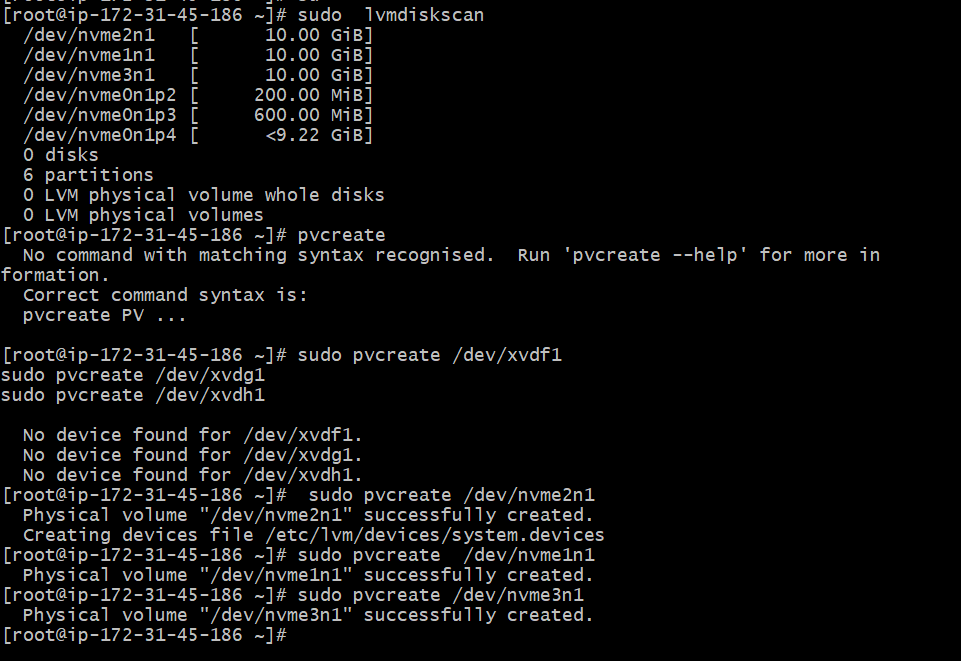 [root@ip-172-31-45-186 ~]# sudo  lvmdiskscan
  /dev/nvme2n1   [      10.00 GiB]
  /dev/nvme1n1   [      10.00 GiB]
  /dev/nvme3n1   [      10.00 GiB]
  /dev/nvme0n1p2 [     200.00 MiB]
  /dev/nvme0n1p3 [     600.00 MiB]
  /dev/nvme0n1p4 [      <9.22 GiB]
  0 disks
  6 partitions
  0 LVM physical volume whole disks
  0 LVM physical volumes
[root@ip-172-31-45-186 ~]# pvcreate
  No command with matching syntax recognised.  Run 'pvcreate --help' for more in
formation.
  Correct command syntax is:
  pvcreate PV ...

[root@ip-172-31-45-186 ~]# sudo pvcreate /dev/xvdf1
sudo pvcreate /dev/xvdg1
sudo pvcreate /dev/xvdh1

  No device found for /dev/xvdf1.
  No device found for /dev/xvdg1.
  No device found for /dev/xvdh1.
[root@ip-172-31-45-186 ~]#  sudo pvcreate /dev/nvme2n1
  Physical volume "/dev/nvme2n1" successfully created.
  Creating devices file /etc/lvm/devices/system.devices
[root@ip-172-31-45-186 ~]# sudo pvcreate  /dev/nvme1n1
  Physical volume "/dev/nvme1n1" successfully created.
[root@ip-172-31-45-186 ~]# sudo pvcreate /dev/nvme3n1
  Physical volume "/dev/nvme3n1" successfully created.
[root@ip-172-31-45-186 ~]#